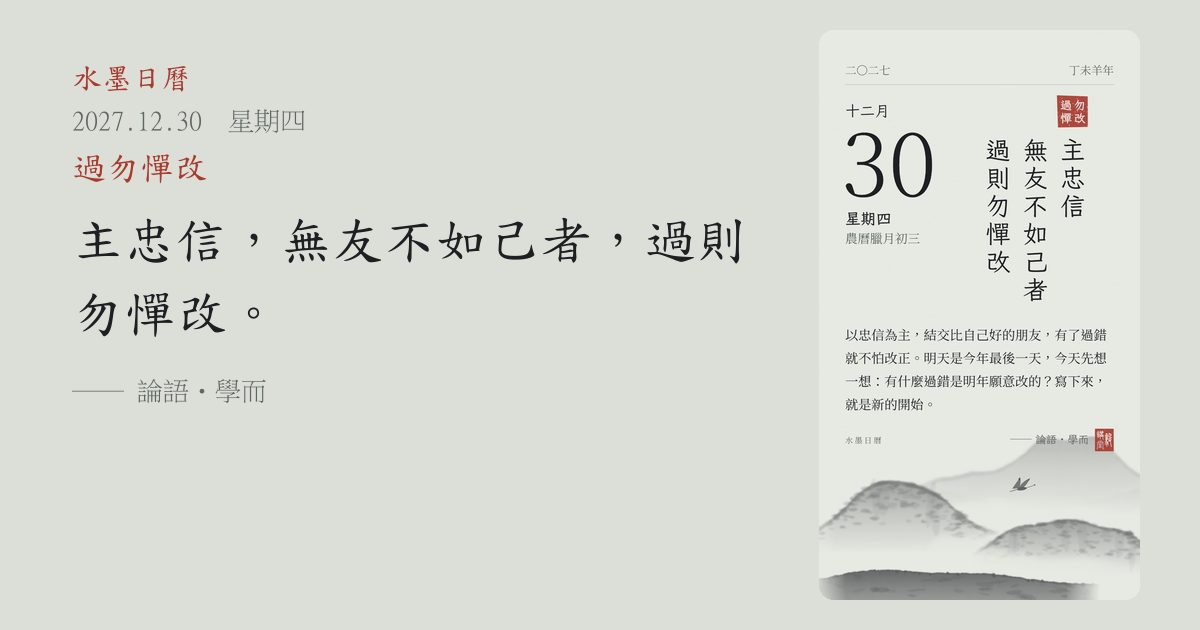 水墨日曆
2027.12.30 星期四
過勿憚改
主忠信，無友不如己者，過則
勿憚改。
—— 論語・學而
二〇二七
丁未羊年
十二月
30
星期四
農曆臘月初三
勿改
過憚
主忠信
無友不如己者
過則勿憚改
以忠信為主，結交比自己好的朋友，有了過錯
就不怕改正。明天是今年最後一天，今天先想
一想：有什麼過錯是明年願意改的？寫下來，
就是新的開始。
水墨日曆
—— 論語・學而